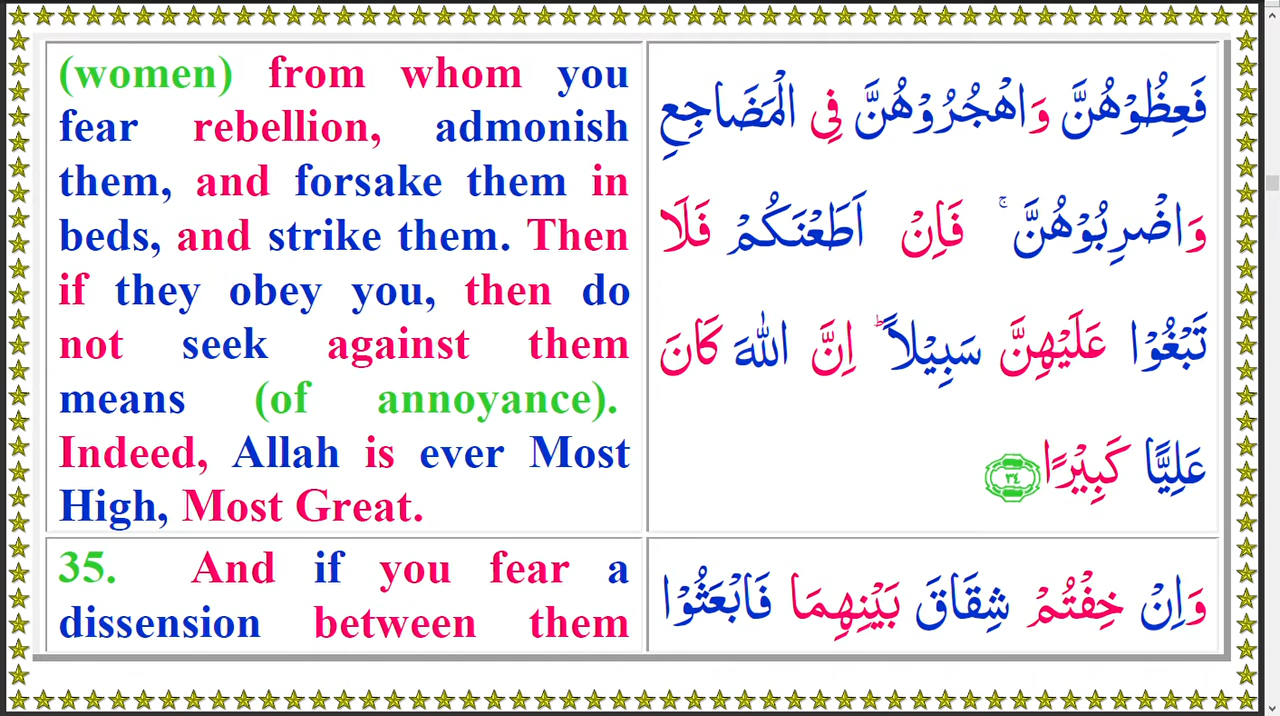 (women) from whom you
fear rebellion, admonish
them, and forsake them in
beds, and strike them. Then
if they obey you, then do
not seek against them
means (of annoyance).
Indeed, Allah is ever Most
High, Most Great.
فَعِظُوْهُنَّ وَاهْجُرُوْهُنَّ فِي الْمَضَاجِعِ
وَاضْرِبُوْهُنَّ ۚ فَاِنْ اَطَعْنَكُمْ فَلَا
تَبْغُوْا عَلَيْهِنَّ سَبِيْلاً ؕ اِنَّ اللّٰهَ كَانَ
عَلِيًّا كَبِيْرًا ٣٤
35. And if you fear a
dissension between them
وَاِنْ خِفْتُمْ شِقَاقَ بَيْنِهِمَا فَابْعَثُوْا